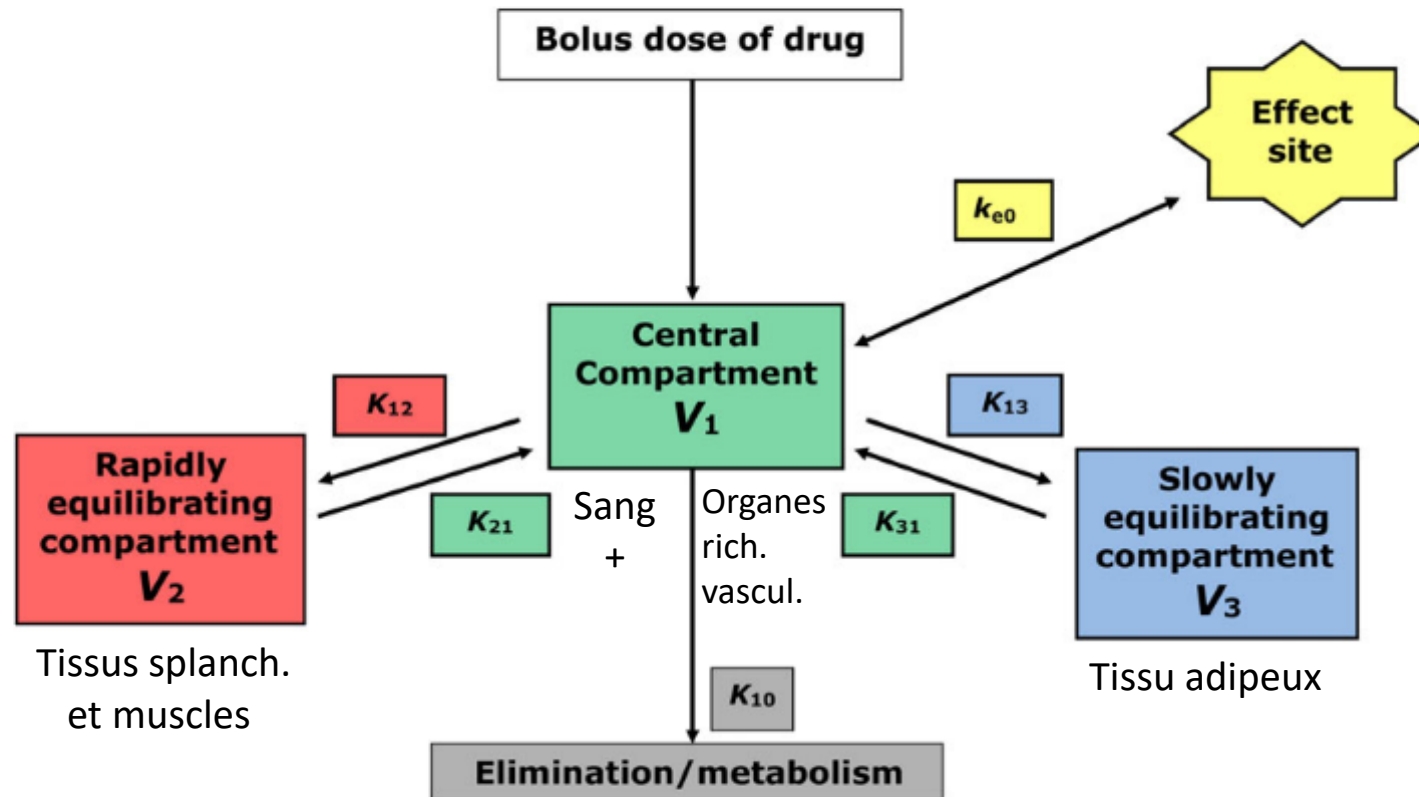 Bolus dose of drug
Effect
site
ke0
Central
Compartment
V1
K12
K13
Rapidly
equilibrating
compartment
V2
K21
Sang
+
Organes
rich.
vascul.
K31
Slowly
equilibrating
compartment
V3
Tissus splanch.
et muscles
Tissu adipeux
K10
Elimination/metabolism